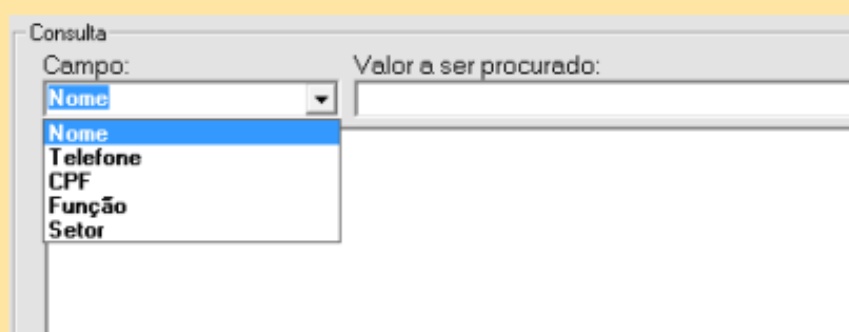 Consulta
Campo: Valor a ser procurado:
Nome
Nome
Telefone
CPF
Função
Setor